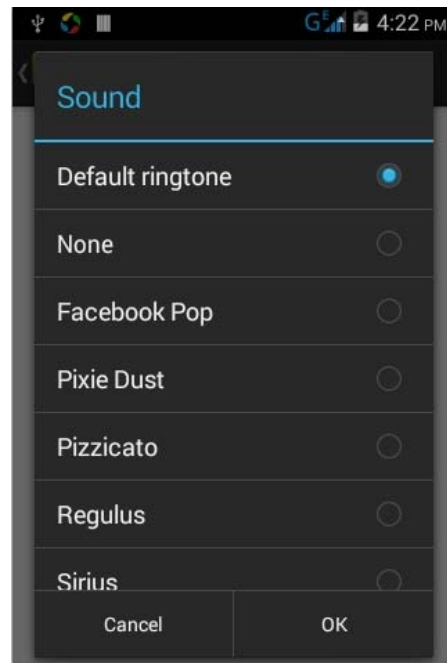 G E 4:22 PM
Sound
Default ringtone
None
Facebook Pop
Pixie Dust
Pizzicato
Regulus
Sirius
Cancel OK